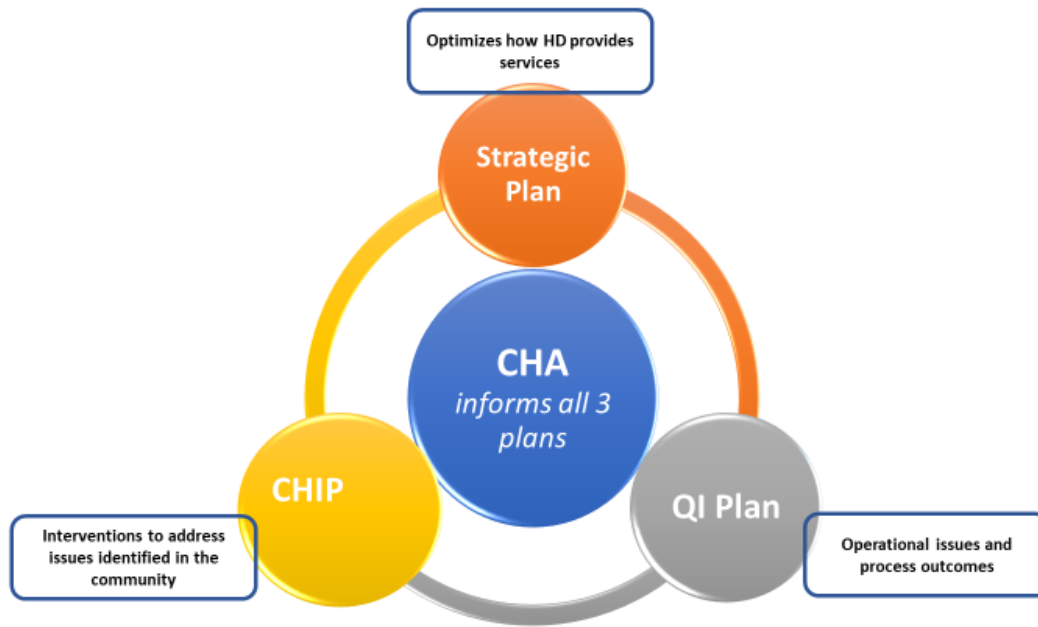 Optimizes how HD provides
services
Strategic
Plan
CHA
informs all 3
plans
CHIP
QI Plan
Interventions to address
issues identified in the
community
Operational issues and
process outcomes